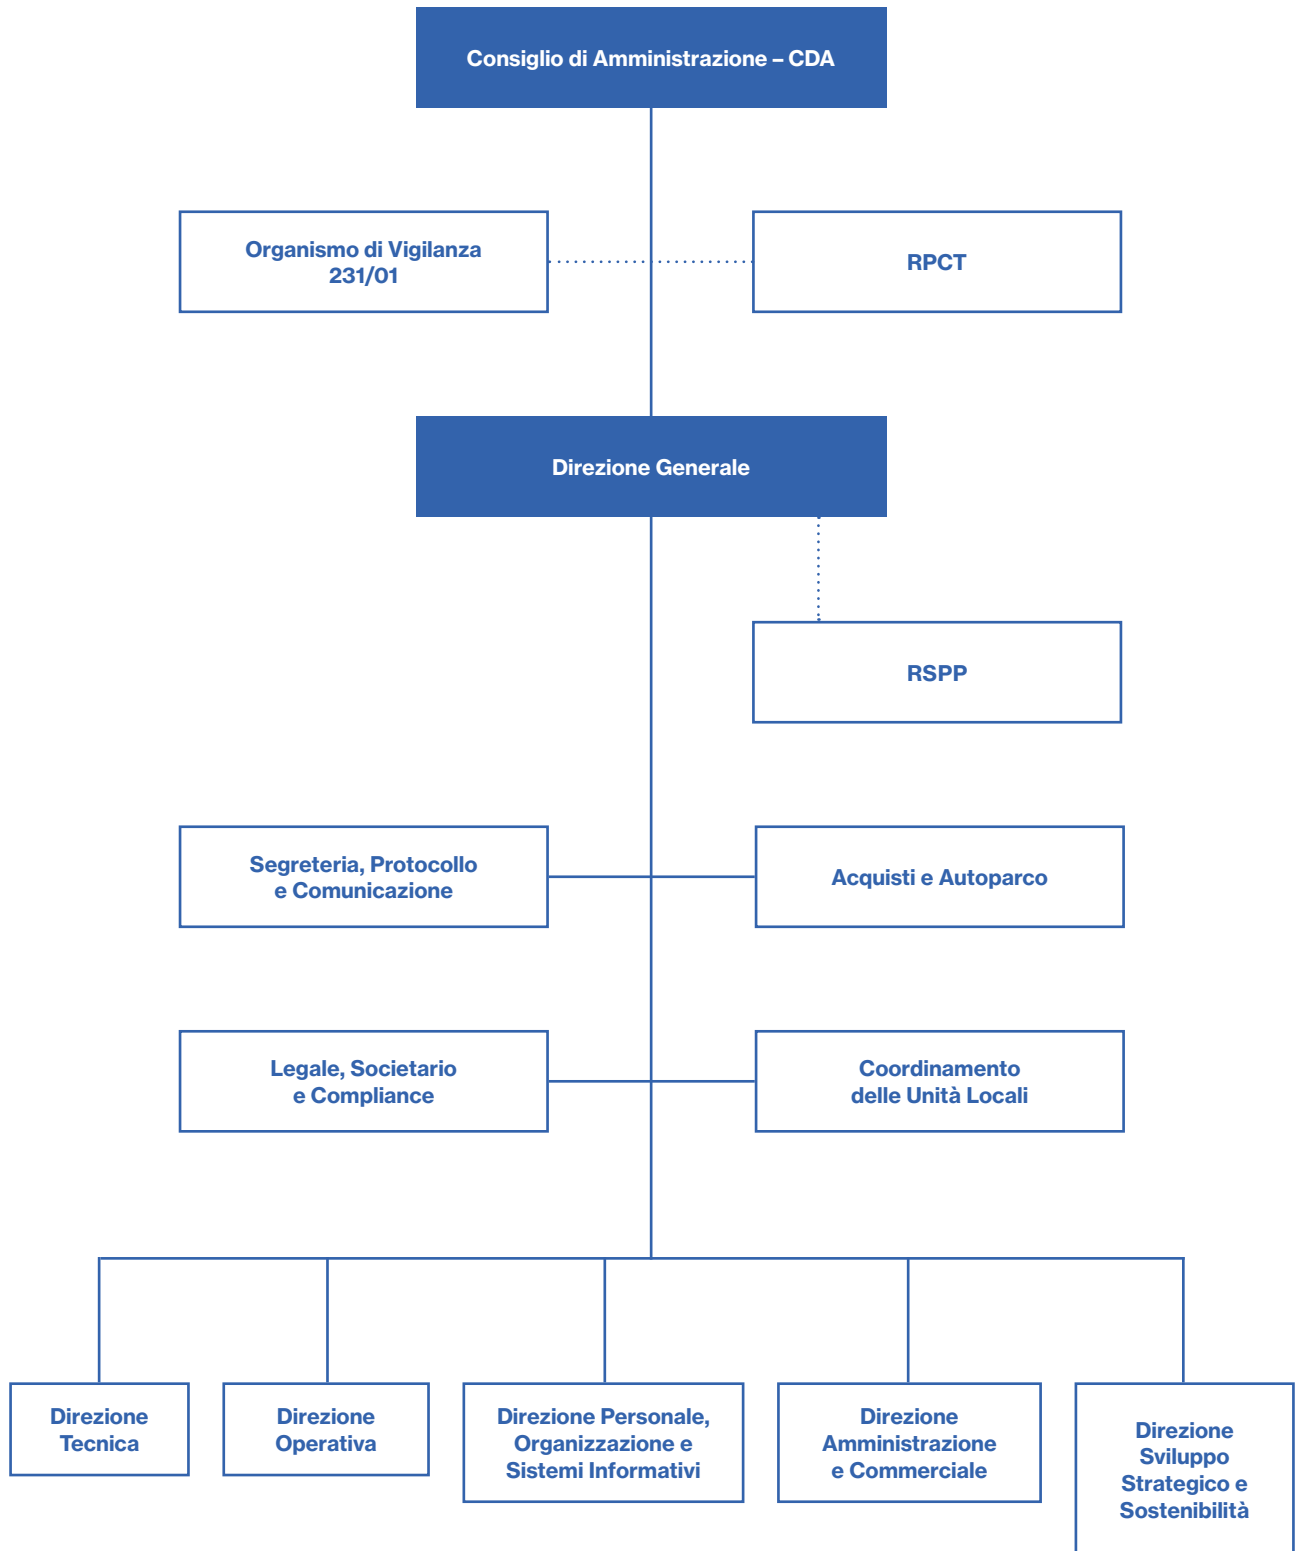 Consiglio di Amministrazione – CDA
Organismo di Vigilanza
231/01
RPCT
Direzione Generale
RSPP
Segreteria, Protocollo
e Comunicazione
Acquisti e Autoparco
Legale, Societario
e Compliance
Coordinamento
delle Unità Locali
Direzione
Tecnica
Direzione
Operativa
Direzione Personale,
Organizzazione e
Sistemi Informativi
Direzione
Amministrazione
e Commerciale
Direzione
Sviluppo
Strategico e
Sostenibilità